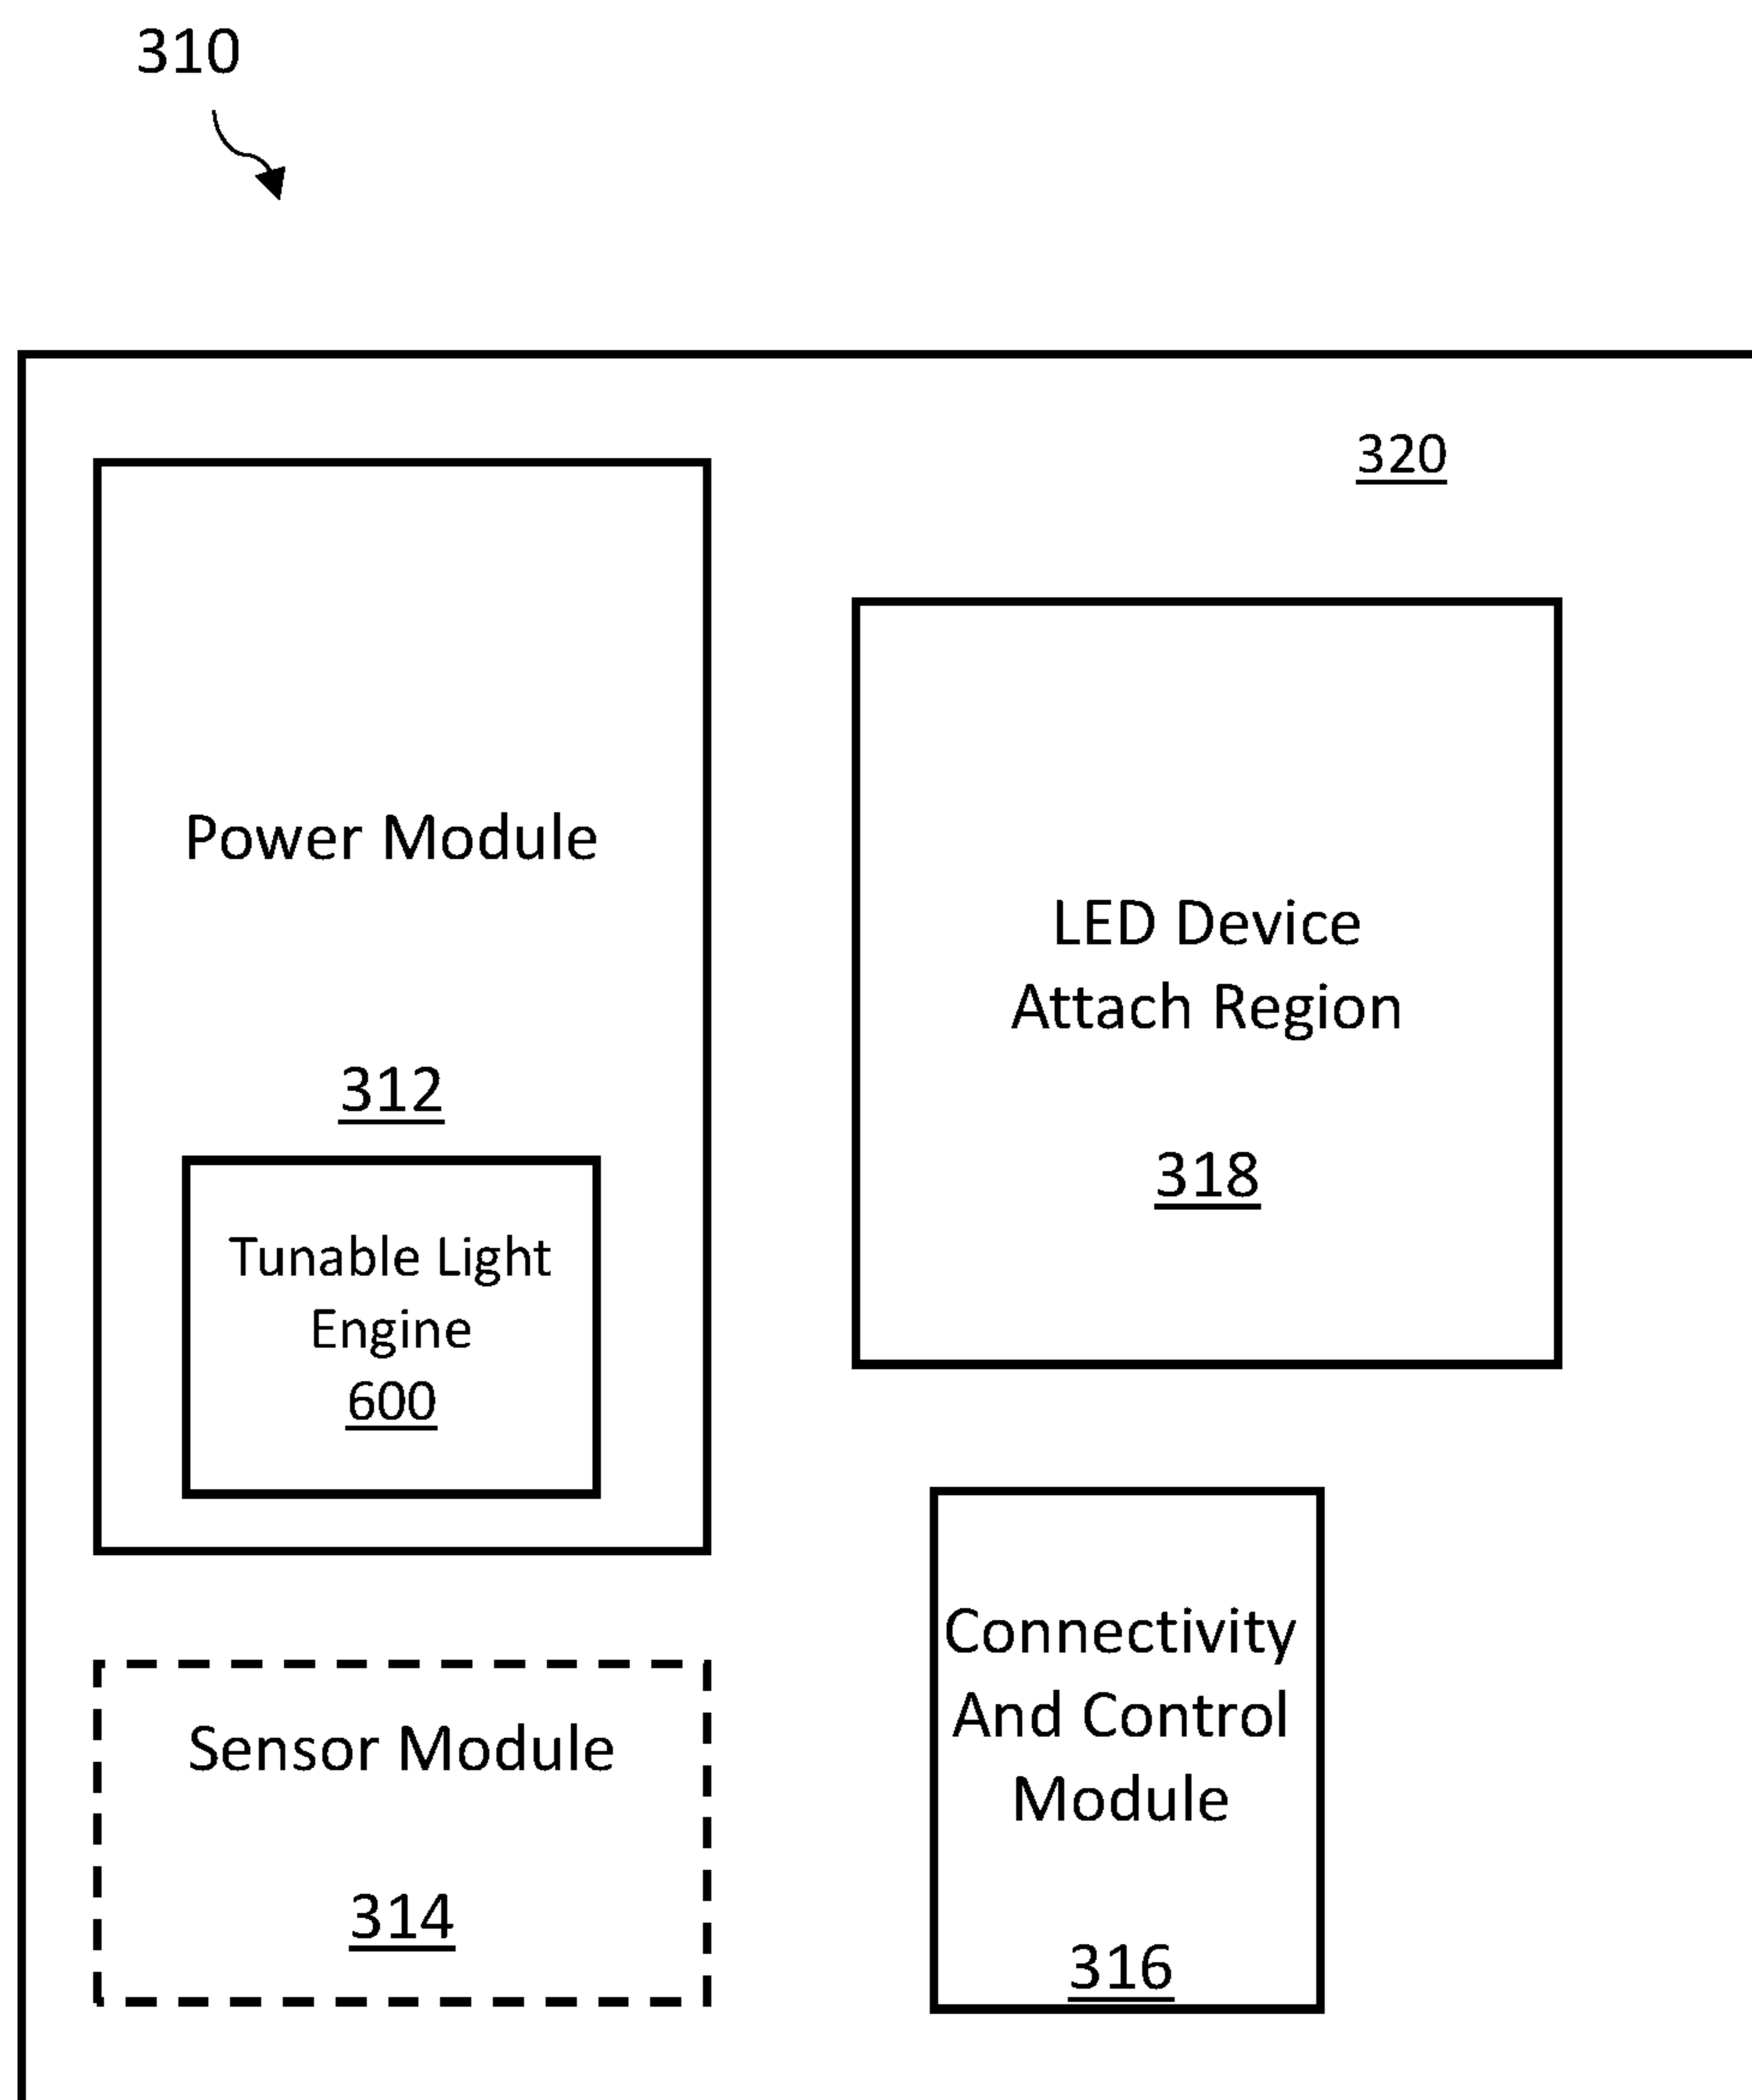 310
320
Power Module
312
Tunable Light
Engine
600
LED Device
Attach Region
318
Sensor Module
314
Connectivity
And Control
Module
316